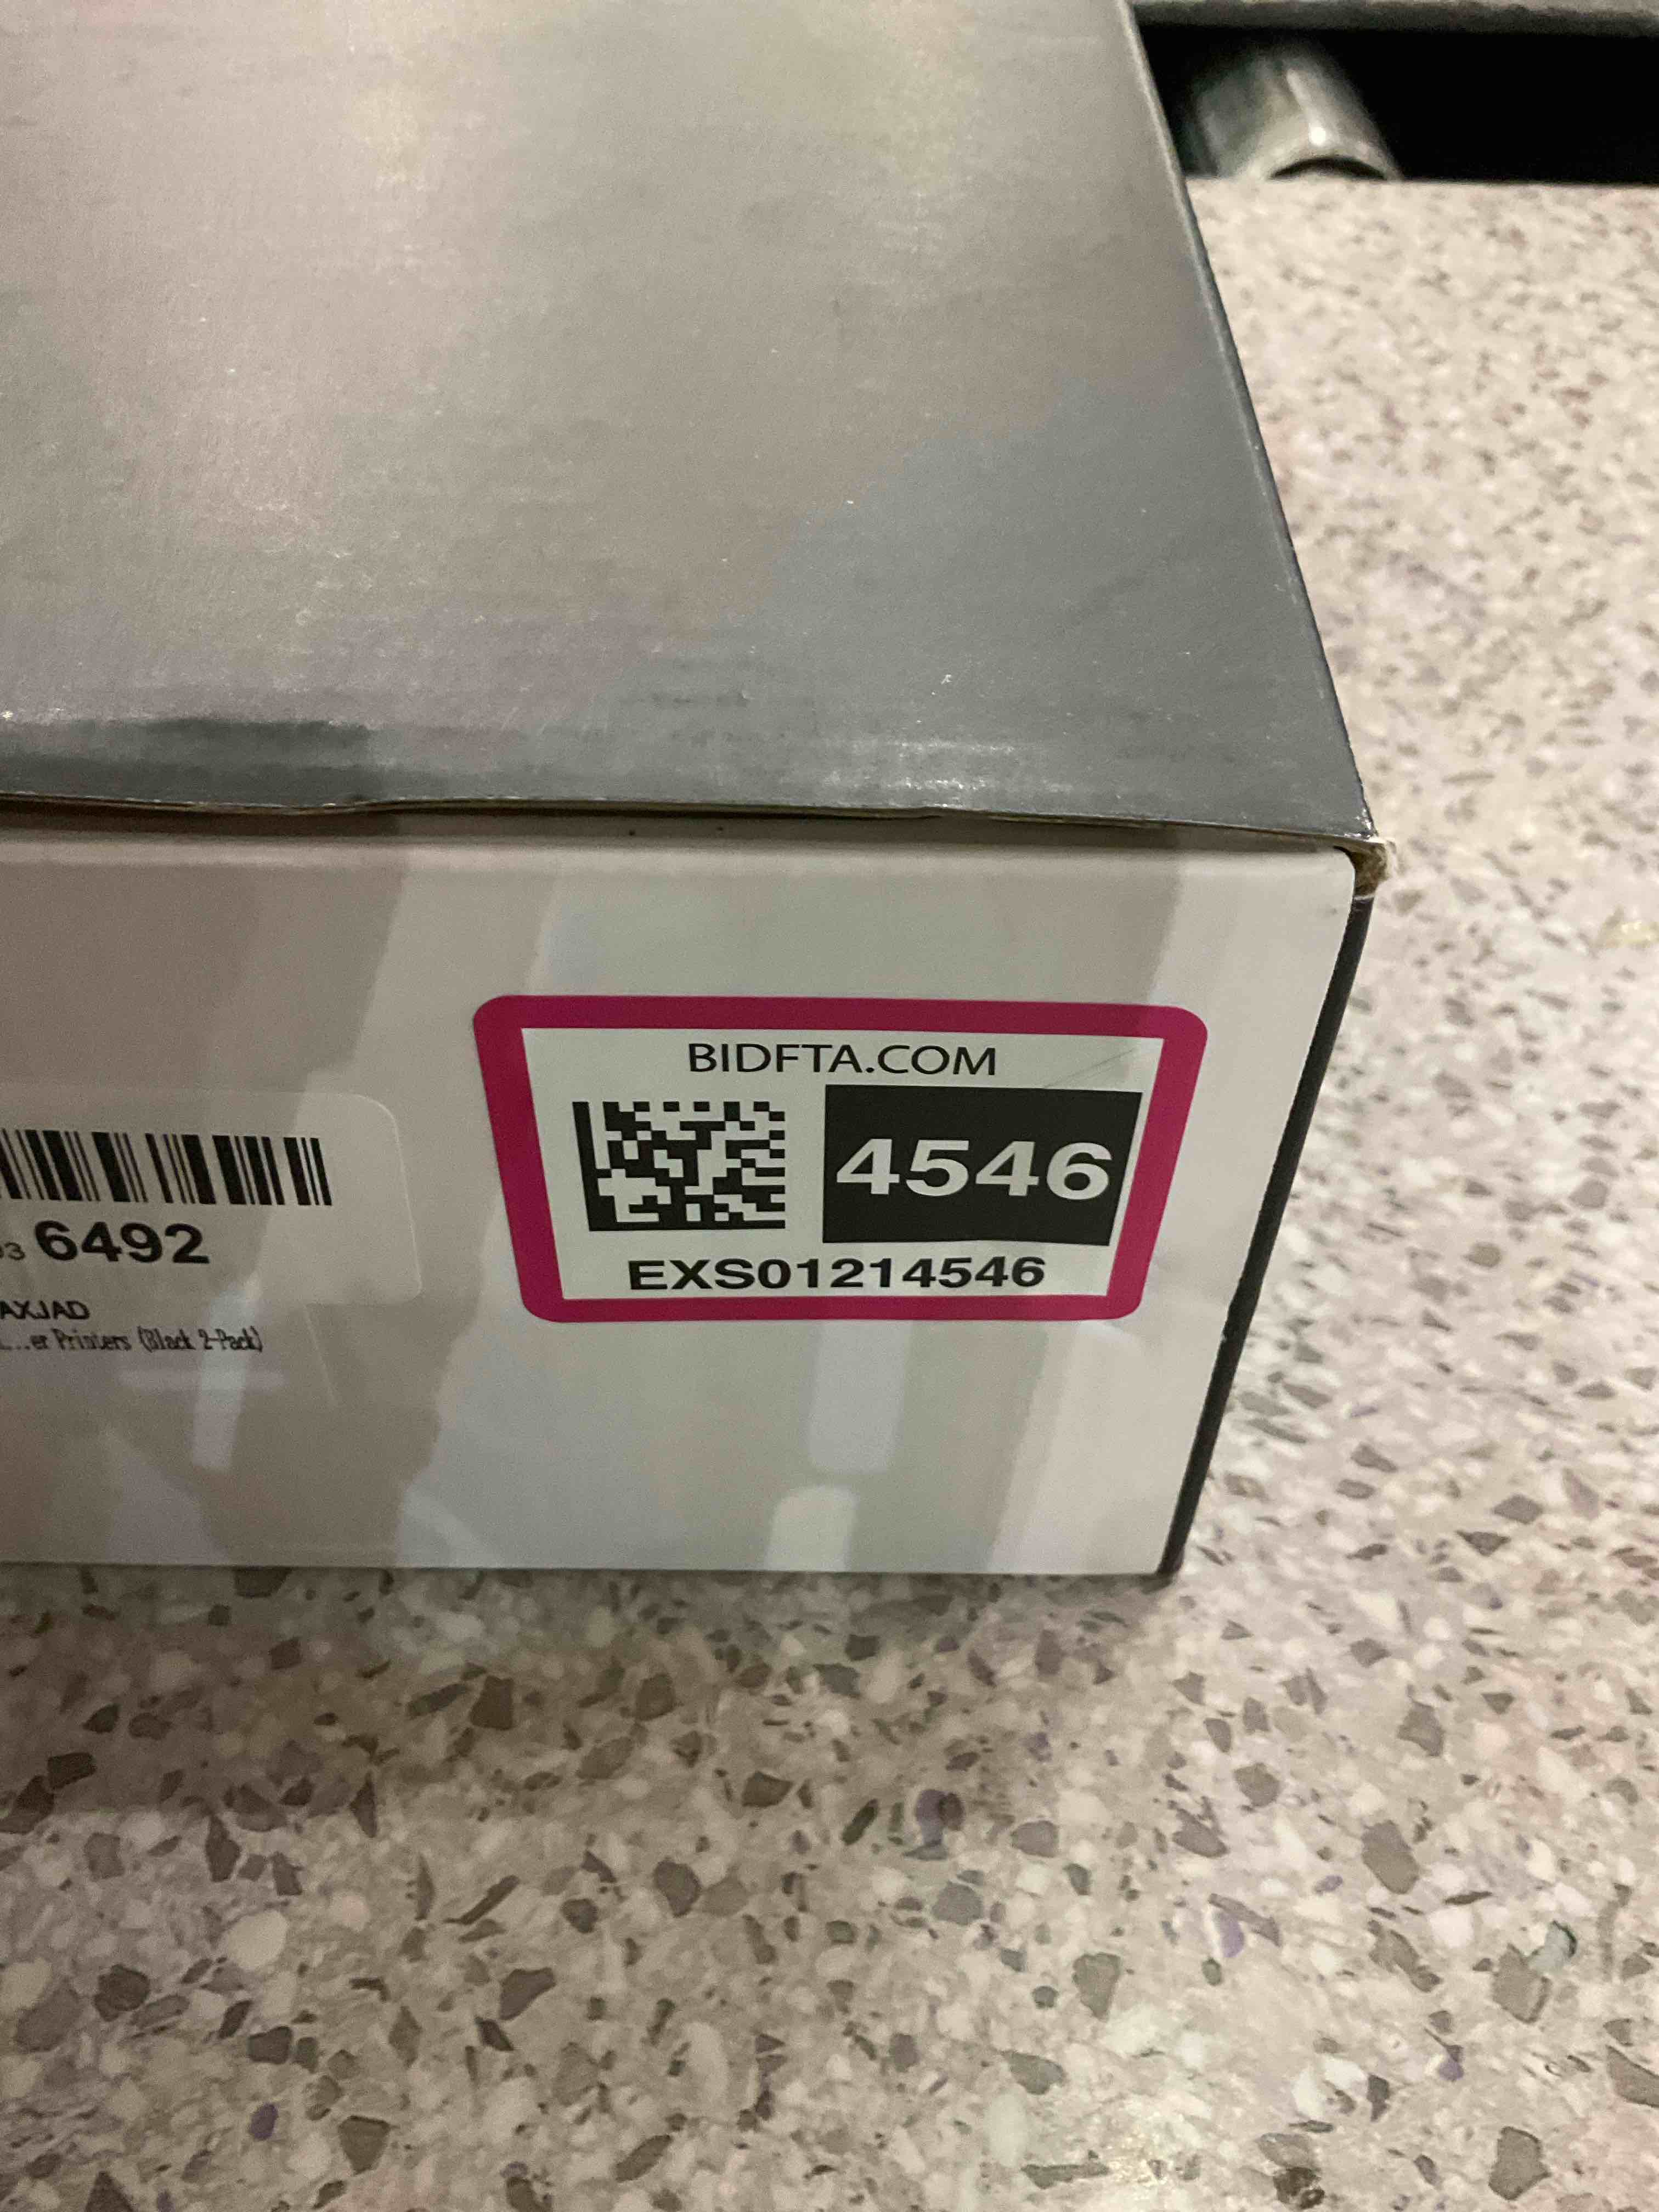 BIDFTA.COM
4546
EXS01214546
6492
AXJAD
...er Printers (Black 2-Pack)